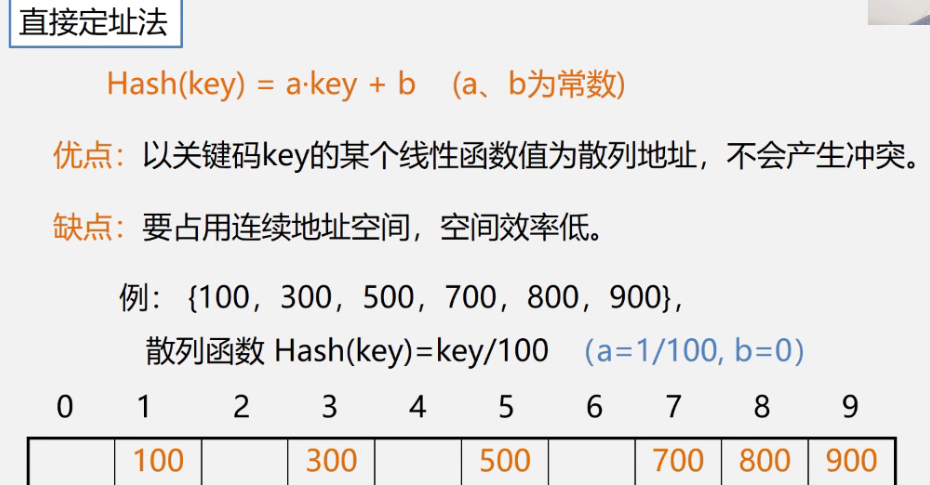 直接定址法
Hash(key) = a·key + b (a、b为常数)
优点：以关键码key的某个线性函数值为散列地址，不会产生冲突。
缺点：要占用连续地址空间，空间效率低。
例： {100，300，500，700，800，900}，
散列函数 Hash(key)=key/100 （a=1/100, b=0）
0 1 2 3 4 5 6 7 8 9
100 300 500 700 800 900